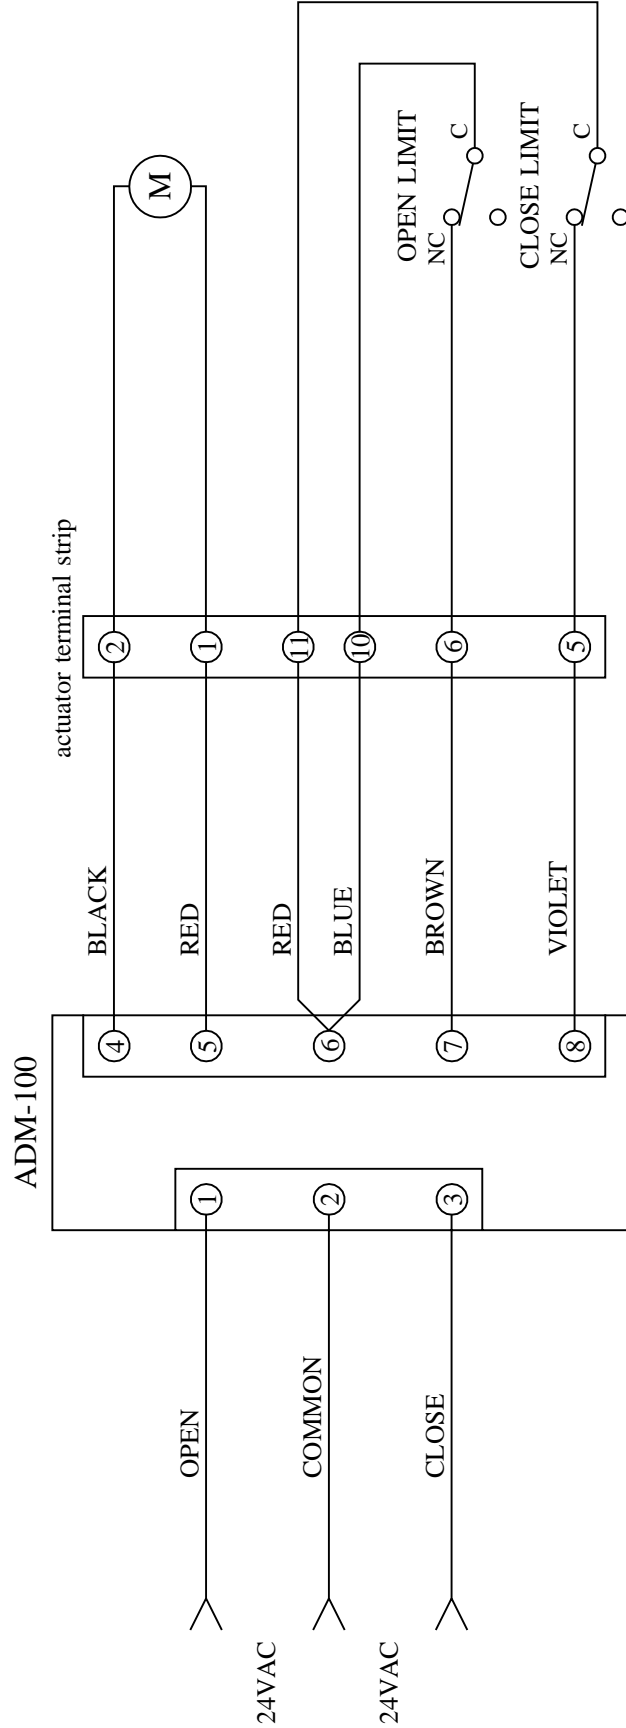 ADM-100
actuator terminal strip
24VAC
24VAC
OPEN
COMMON
CLOSE
1
2
3
4
5
6
7
8
BLACK
RED
RED
BLUE
BROWN
VIOLET
2
1
11
10
6
5
M
OPEN LIMIT
NC
C
CLOSE LIMIT
NC
C